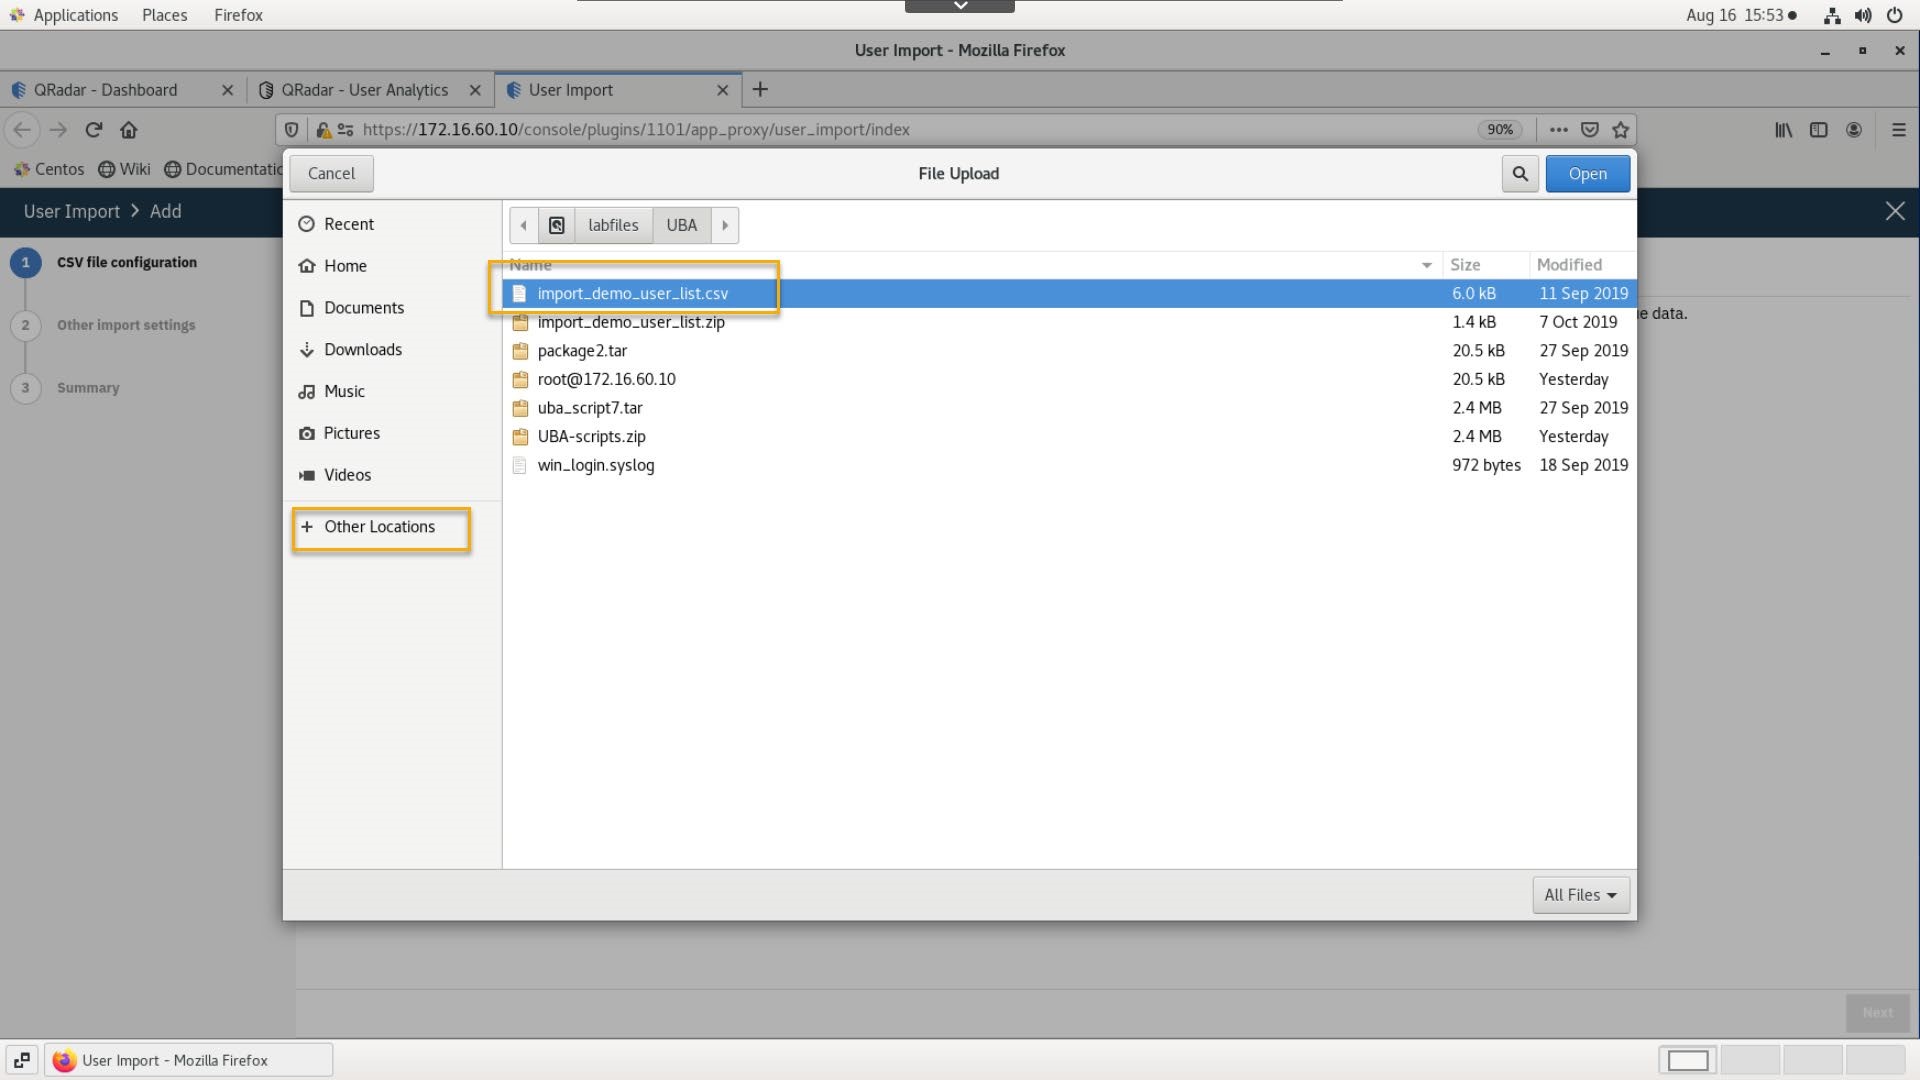 Applications Places Firefox Aug 16 15:53
User Import - Mozilla Firefox
QRadar - Dashboard QRadar - User Analytics User Import
https://172.16.60.10/console/plugins/1101/app_proxy/user_import/index 90%
Centos Wiki Documentatic
Cancel File Upload Open
User Import > Add
Recent
labfiles UBA
1 CSV file configuration
Home
Name Size Modified
import_demo_user_list.csv 6.0 kB 11 Sep 2019
Documents
e data.
2 Other import settings
import_demo_user_list.zip 1.4 kB 7 Oct 2019
Downloads
package2.tar 20.5 kB 27 Sep 2019
3 Summary
root@172.16.60.10 20.5 kB Yesterday
Music
uba_script7.tar 2.4 MB 27 Sep 2019
Pictures
UBA-scripts.zip 2.4 MB Yesterday
Videos
win_login.syslog 972 bytes 18 Sep 2019
+ Other Locations
All Files
Next
User Import - Mozilla Firefox